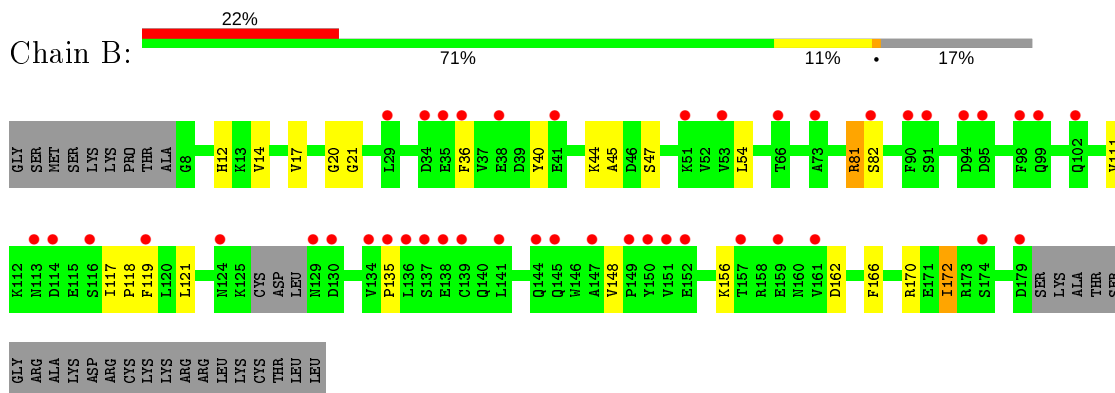 22%
Chain B:
71% 11% • 17%
GLY SER MET SER LYS LYS PRO THR ALA G8 H12 K13 V14 V17 G20 G21 L29 D34 E35 F36 V37 E38 D39 Y40 E41 K44 A45 D46 S47 K51 V52 V53 L54 T66 A73 R81 S82 F90 S91 D94 D95 F98 Q99 Q102
K112 N113 D114 E115 S116 I117 P118 F119 L120 L121 N124 K125 CYS ASP LEU N129 D130 V134 P135 L136 S137 E138 C139 Q140 L141 Q144 Q145 W146 A147 V148 P149 Y150 V151 E152 K156 T157 R158 E159 N160 V161 D162 F166 R170 E171 I172 R173 S174 D179 SER LYS ALA THR SER
GLY ARG ALA LYS ASP ARG CYS LYS LYS ARG ARG LEU LYS CYS THR LEU LEU